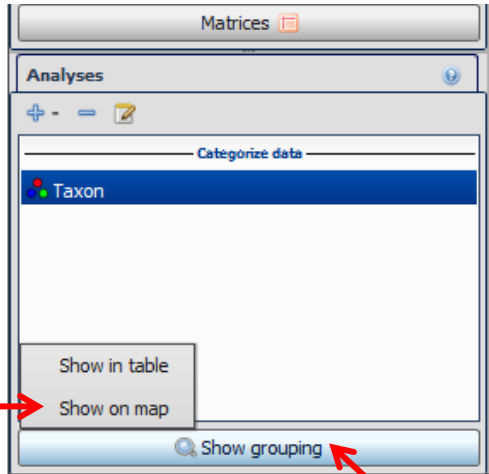 Matrices
Analyses
Categorize data
Taxon
Show in table
Show on map
Show grouping